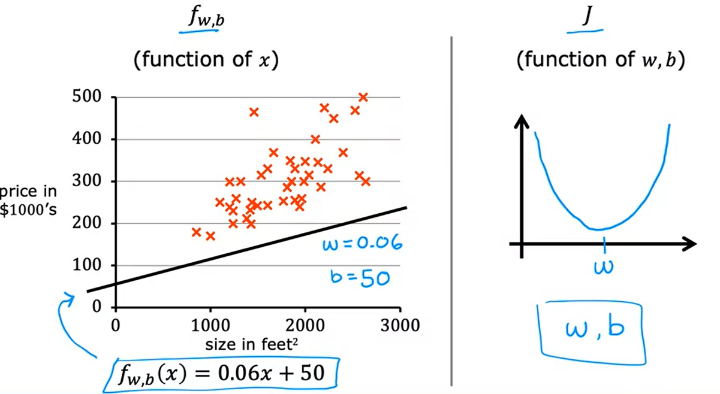 f_{w,b}
(function of x)
500
400
300
200
100
0
price in
$1000's
w=0.06
b=50
0 1000 2000 3000
size in feet²
f_{w,b}(x) = 0.06x + 50
J
(function of w, b)
w
w, b